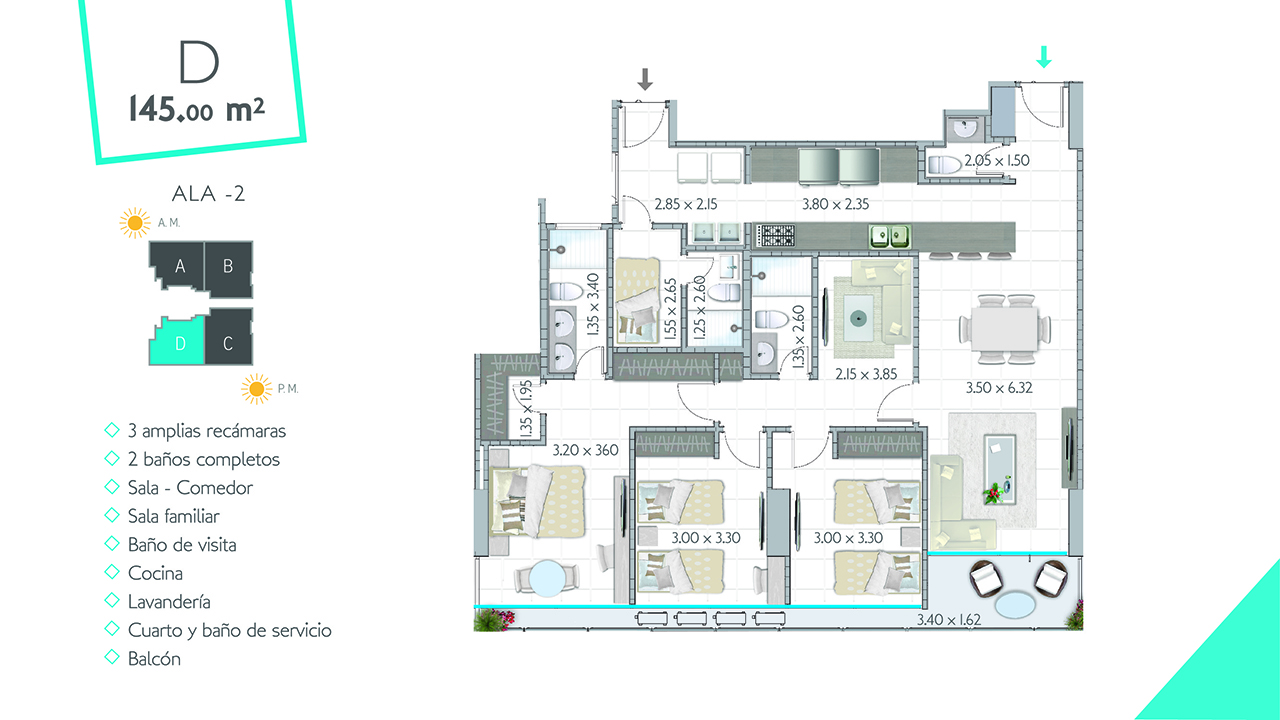 D
145.00 m²
ALA -2
A.M.
A
B
D
C
P.M.
3 amplias recámaras
2 baños completos
Sala - Comedor
Sala familiar
Baño de visita
Cocina
Lavandería
Cuarto y baño de servicio
Balcón
2.05 × 1.50
2.85 × 2.15
3.80 × 2.35
1.35 × 3.40
1.55 × 2.65
1.25 × 2.60
1.35 × 2.60
2.15 × 3.85
3.50 × 6.32
1.35 × 1.95
3.20 × 360
3.00 × 3.30
3.00 × 3.30
3.40 × 1.62